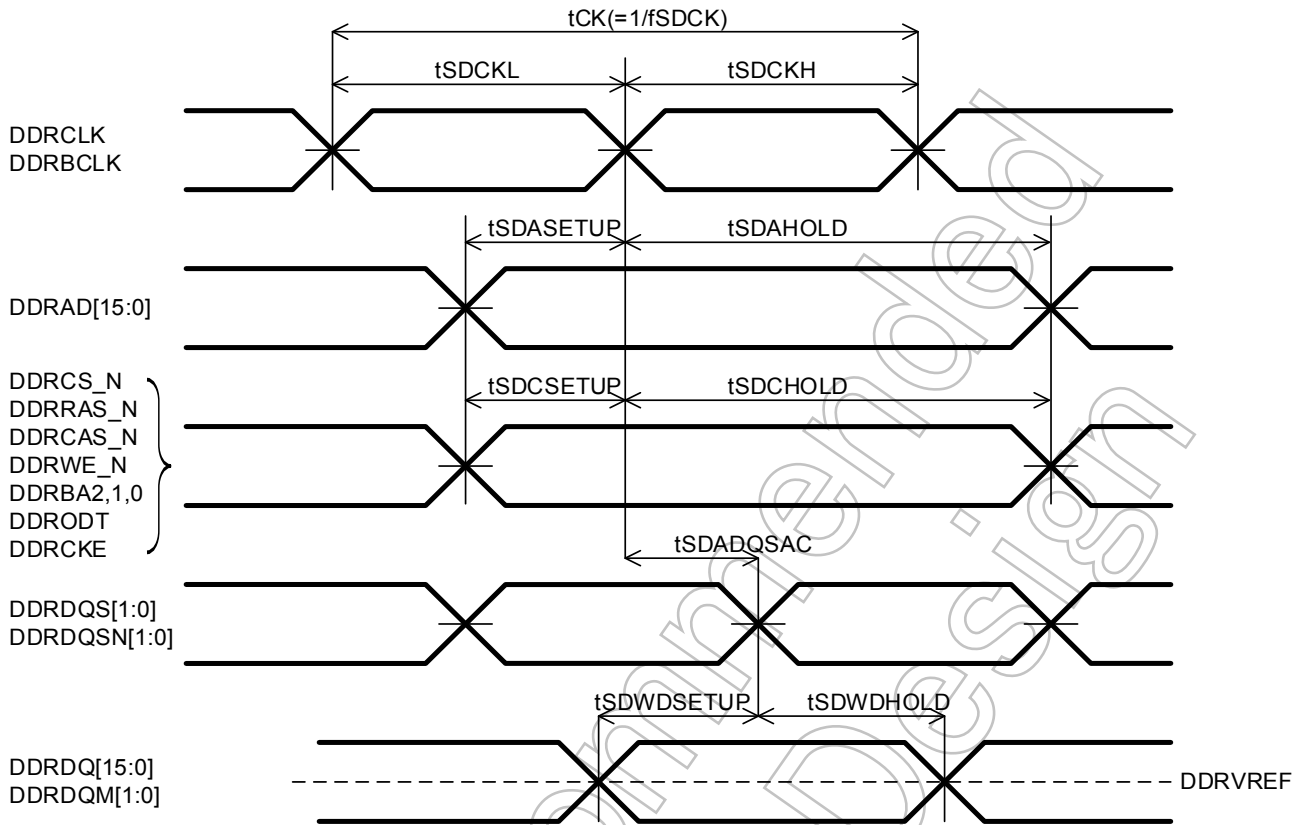 tCK(=1/fSDCK)
tSDCKL
tSDCKH
DDRCLK
DDRBCLK
tSDASETUP
tSDAHOLD
DDRAD[15:0]
DDRCS_N
DDRRAS_N
DDRCAS_N
DDRWE_N
DDRBA2,1,0
DDRODT
DDRCKE
tSDCSETUP
tSDCHOLD
tSDADQSAC
DDRDQS[1:0]
DDRDQSN[1:0]
tSDWDSETUP
tSDWDHOLD
DDRDQ[15:0]
DDRDQM[1:0]
DDRVREF
ommended
Design